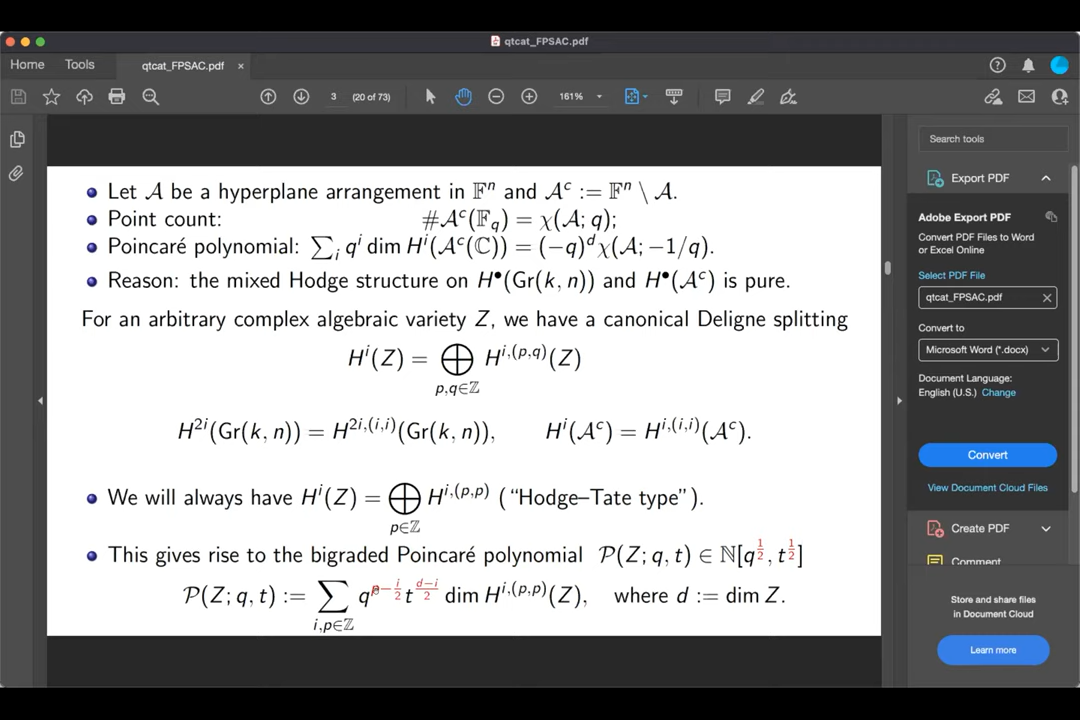 qtcat_FPSAC.pdf
Home Tools qtcat_FPSAC.pdf ×
3 (20 of 73) 161%
Let 𝒜 be a hyperplane arrangement in 𝔽ⁿ and 𝒜ᶜ := 𝔽ⁿ \ 𝒜.
Point count: #𝒜ᶜ(𝔽_q) = χ(𝒜; q);
Poincaré polynomial: ∑_i q^i dim H^i(𝒜ᶜ(ℂ)) = (−q)^d χ(𝒜; −1/q).
Reason: the mixed Hodge structure on H^•(Gr(k, n)) and H^•(𝒜ᶜ) is pure.
For an arbitrary complex algebraic variety Z, we have a canonical Deligne splitting
H^i(Z) = ⨁_{p,q∈ℤ} H^{i,(p,q)}(Z)
H^{2i}(Gr(k, n)) = H^{2i,(i,i)}(Gr(k, n)), H^i(𝒜ᶜ) = H^{i,(i,i)}(𝒜ᶜ).
We will always have H^i(Z) = ⨁_{p∈ℤ} H^{i,(p,p)} (“Hodge–Tate type”).
This gives rise to the bigraded Poincaré polynomial 𝒫(Z; q, t) ∈ ℕ[q^{1/2}, t^{1/2}]
𝒫(Z; q, t) := ∑_{i,p∈ℤ} q^{p−i/2} t^{(d−i)/2} dim H^{i,(p,p)}(Z), where d := dim Z.
Search tools
Export PDF
Adobe Export PDF
Convert PDF Files to Word
or Excel Online
Select PDF File
qtcat_FPSAC.pdf ×
Convert to
Microsoft Word (*.docx)
Document Language:
English (U.S.) Change
Convert
View Document Cloud Files
Create PDF
Comment
Store and share files
in Document Cloud
Learn more